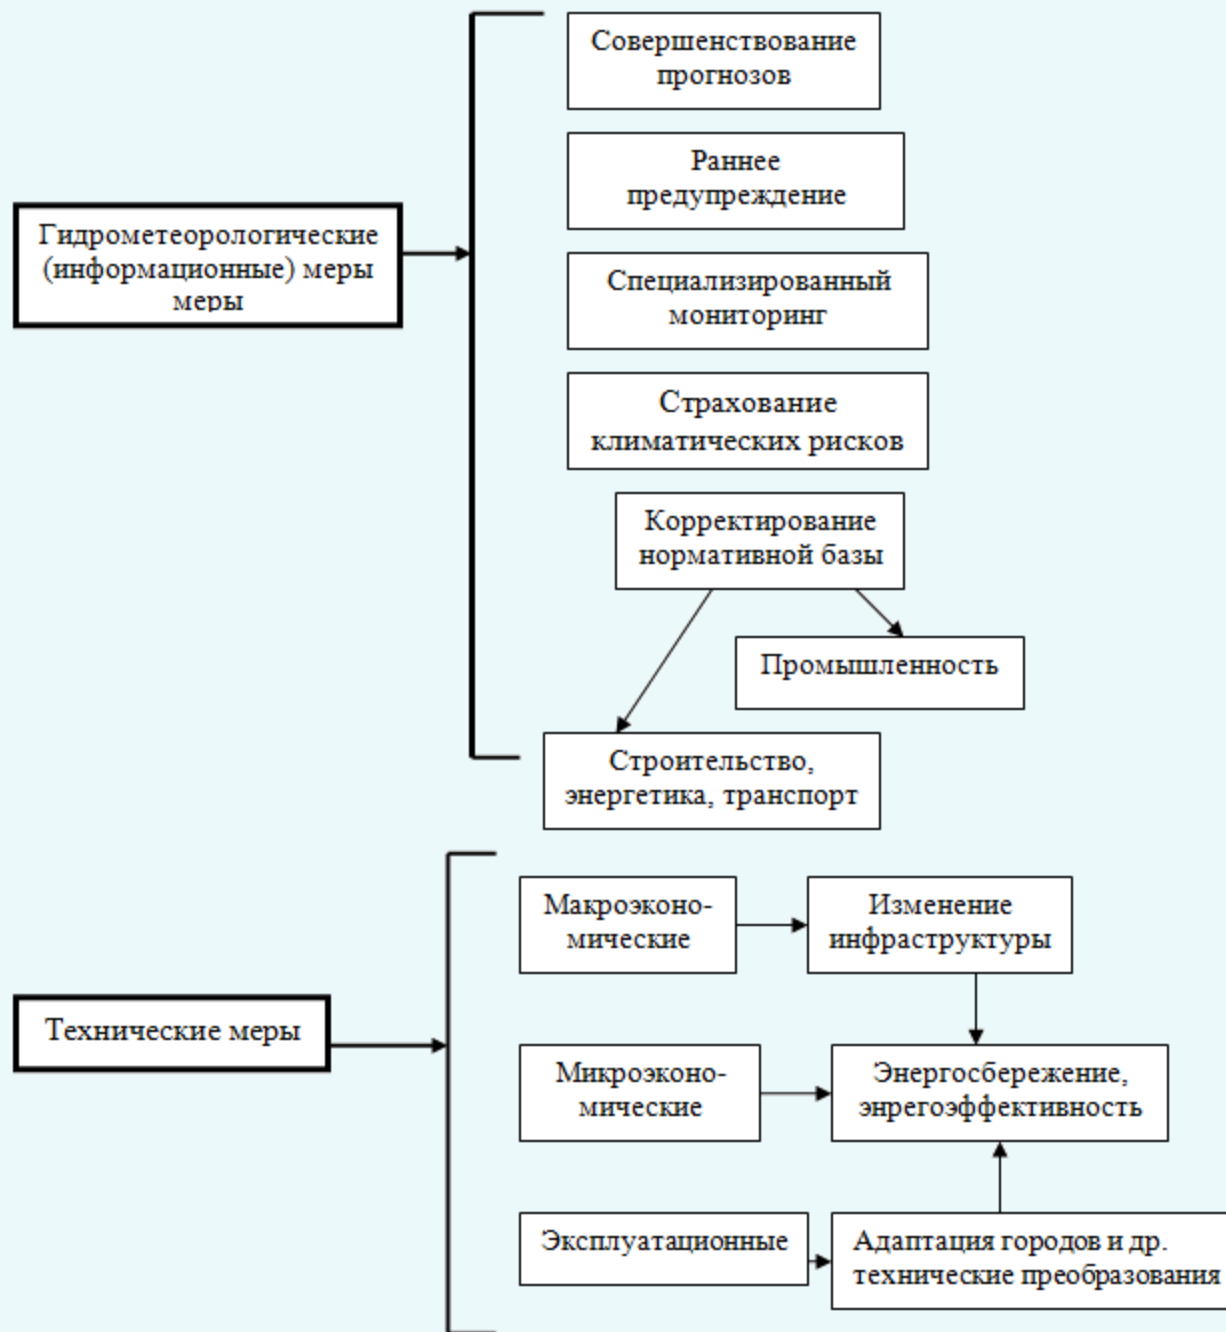 Совершенствование
прогнозов
Раннее
предупреждение
Гидрометеорологические
(информационные) меры
меры
Специализированный
мониторинг
Страхование
климатических рисков
Корректирование
нормативной базы
Промышленность
Строительство,
энергетика, транспорт
Макроэконо-
мические
Изменение
инфраструктуры
Технические меры
Микроэконо-
мические
Энергосбережение,
энрегоэффективность
Эксплуатационные
Адаптация городов и др.
технические преобразования